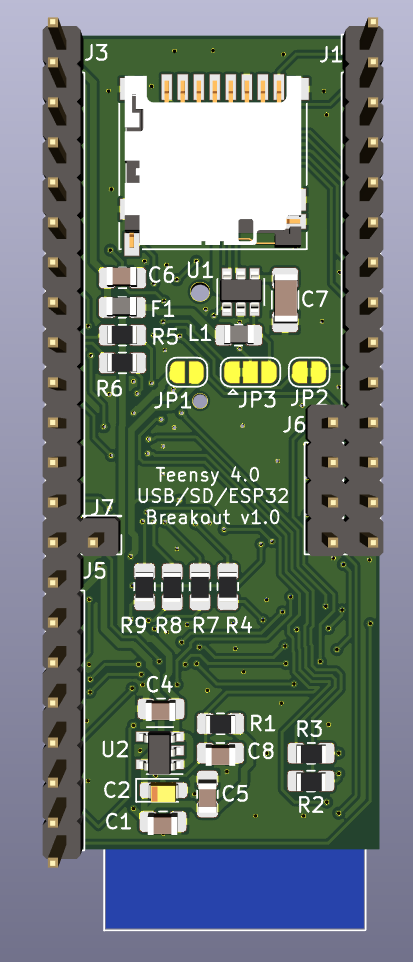 J3
J1
U1
C6
C7
F1
R5
L1
R6
JP1
JP3
JP2
J6
Teensy 4.0
USB/SD/ESP32
Breakout v1.0
J7
J5
R9 R8 R7 R4
C4
R1
R3
U2
C8
C2
C5
R2
C1